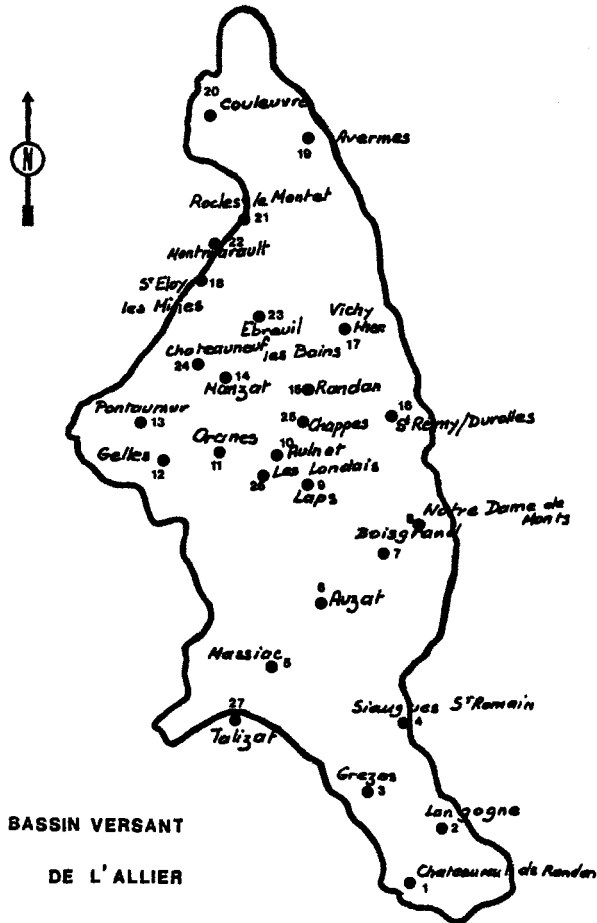 20
Couleuvre
19
Avermes
N
Rocles le Montet
21
22
Montmarault
St Eloy
les Mines
18
23
Ebreuil
Vichy
17
Chateauneuf
les Bains
24
14
Manzat
15
Randan
Pontaumur
13
16
St Rémy/Durolles
25
Chappes
Orcines
11
10
Aulnat
Gelles
12
Les Landais
26
9
Laps
8
Notre Dame de
Monts
Boisgrand
7
6
Auzat
Massiac
5
27
Talizat
Siaugues St Romain
4
Grezes
3
Langogne
2
BASSIN VERSANT
DE L'ALLIER
Chateauneuf de Randon
1